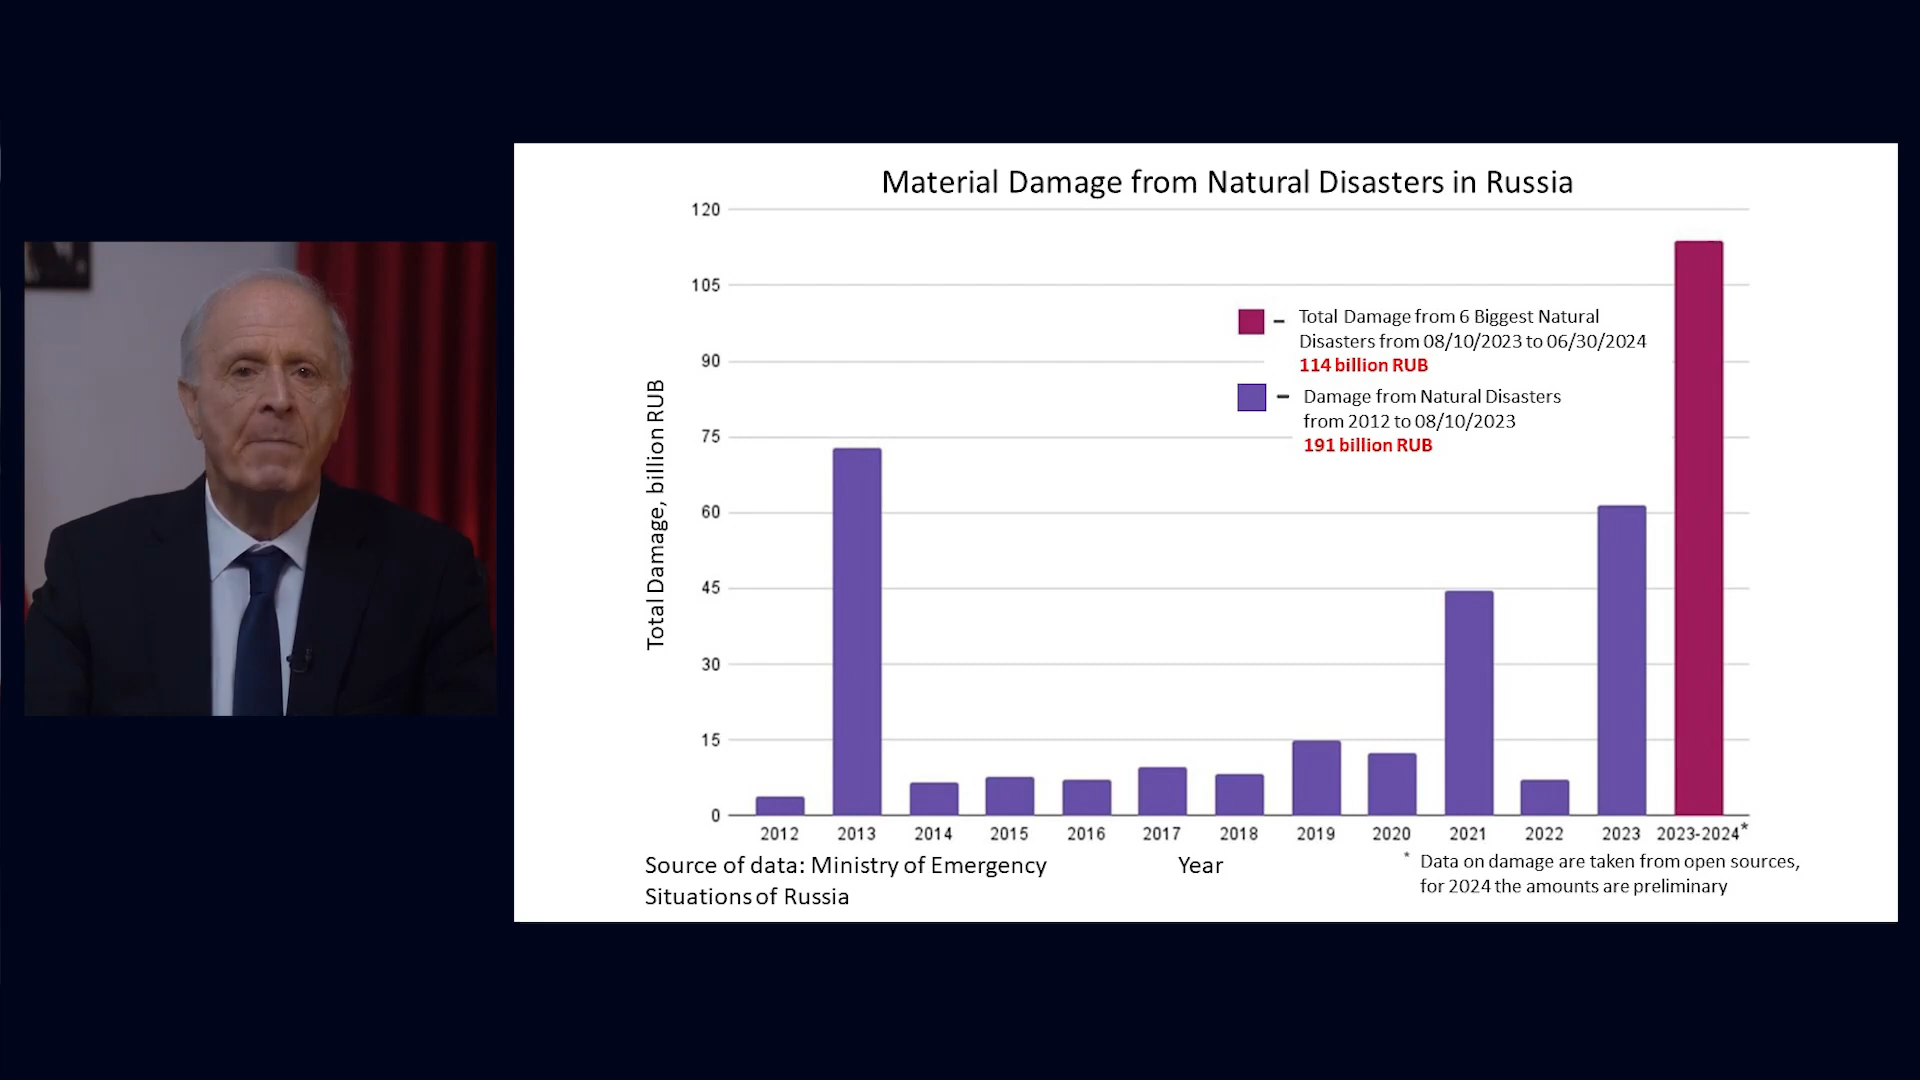 Material Damage from Natural Disasters in Russia
120
105
90
75
60
45
30
15
0
Total Damage, billion RUB
– Total Damage from 6 Biggest Natural
Disasters from 08/10/2023 to 06/30/2024
114 billion RUB
– Damage from Natural Disasters
from 2012 to 08/10/2023
191 billion RUB
2012 2013 2014 2015 2016 2017 2018 2019 2020 2021 2022 2023 2023-2024*
Year
Source of data: Ministry of Emergency
Situations of Russia
* Data on damage are taken from open sources,
for 2024 the amounts are preliminary